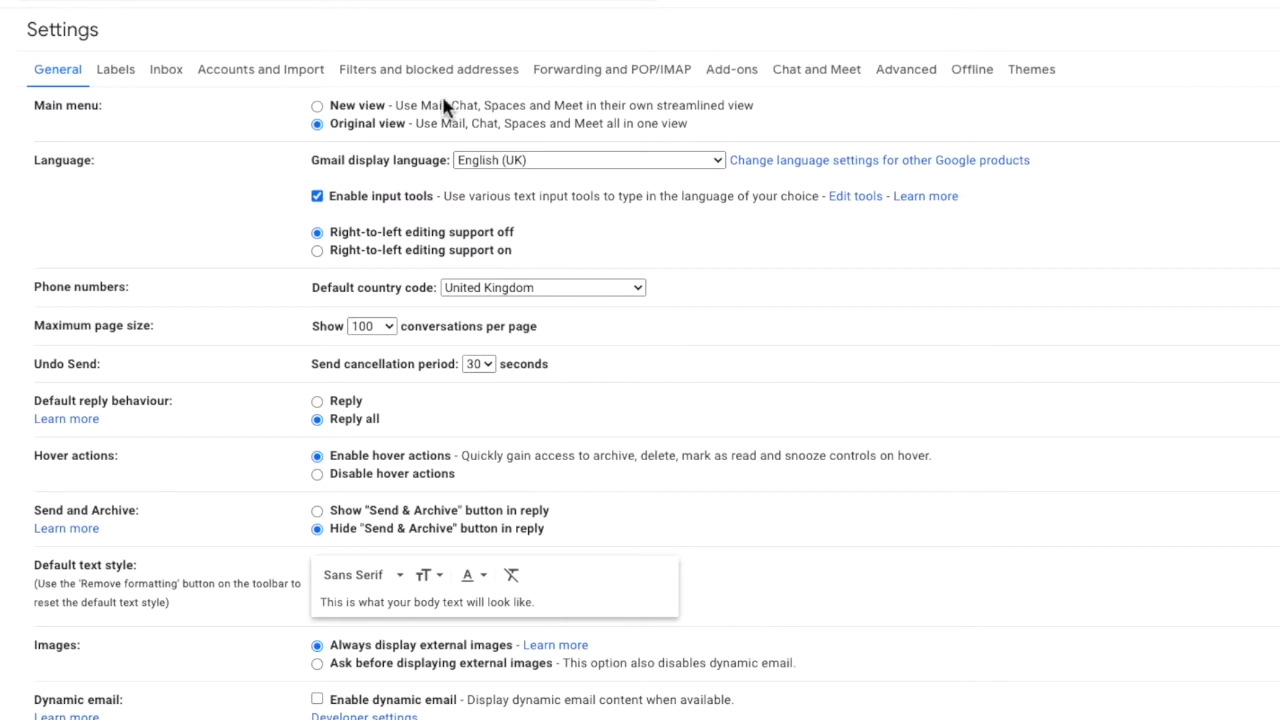 Settings
General Labels Inbox Accounts and Import Filters and blocked addresses Forwarding and POP/IMAP Add-ons Chat and Meet Advanced Offline Themes
Main menu: New view - Use Mail, Chat, Spaces and Meet in their own streamlined view
Original view - Use Mail, Chat, Spaces and Meet all in one view
Language: Gmail display language: English (UK) Change language settings for other Google products
Enable input tools - Use various text input tools to type in the language of your choice - Edit tools - Learn more
Right-to-left editing support off
Right-to-left editing support on
Phone numbers: Default country code: United Kingdom
Maximum page size: Show 100 conversations per page
Undo Send: Send cancellation period: 30 seconds
Default reply behaviour: Reply
Learn more Reply all
Hover actions: Enable hover actions - Quickly gain access to archive, delete, mark as read and snooze controls on hover.
Disable hover actions
Send and Archive: Show "Send & Archive" button in reply
Learn more Hide "Send & Archive" button in reply
Default text style:
(Use the 'Remove formatting' button on the toolbar to reset the default text style)
Sans Serif
This is what your body text will look like.
Images: Always display external images - Learn more
Ask before displaying external images - This option also disables dynamic email.
Dynamic email: Enable dynamic email - Display dynamic email content when available.
Learn more Developer settings